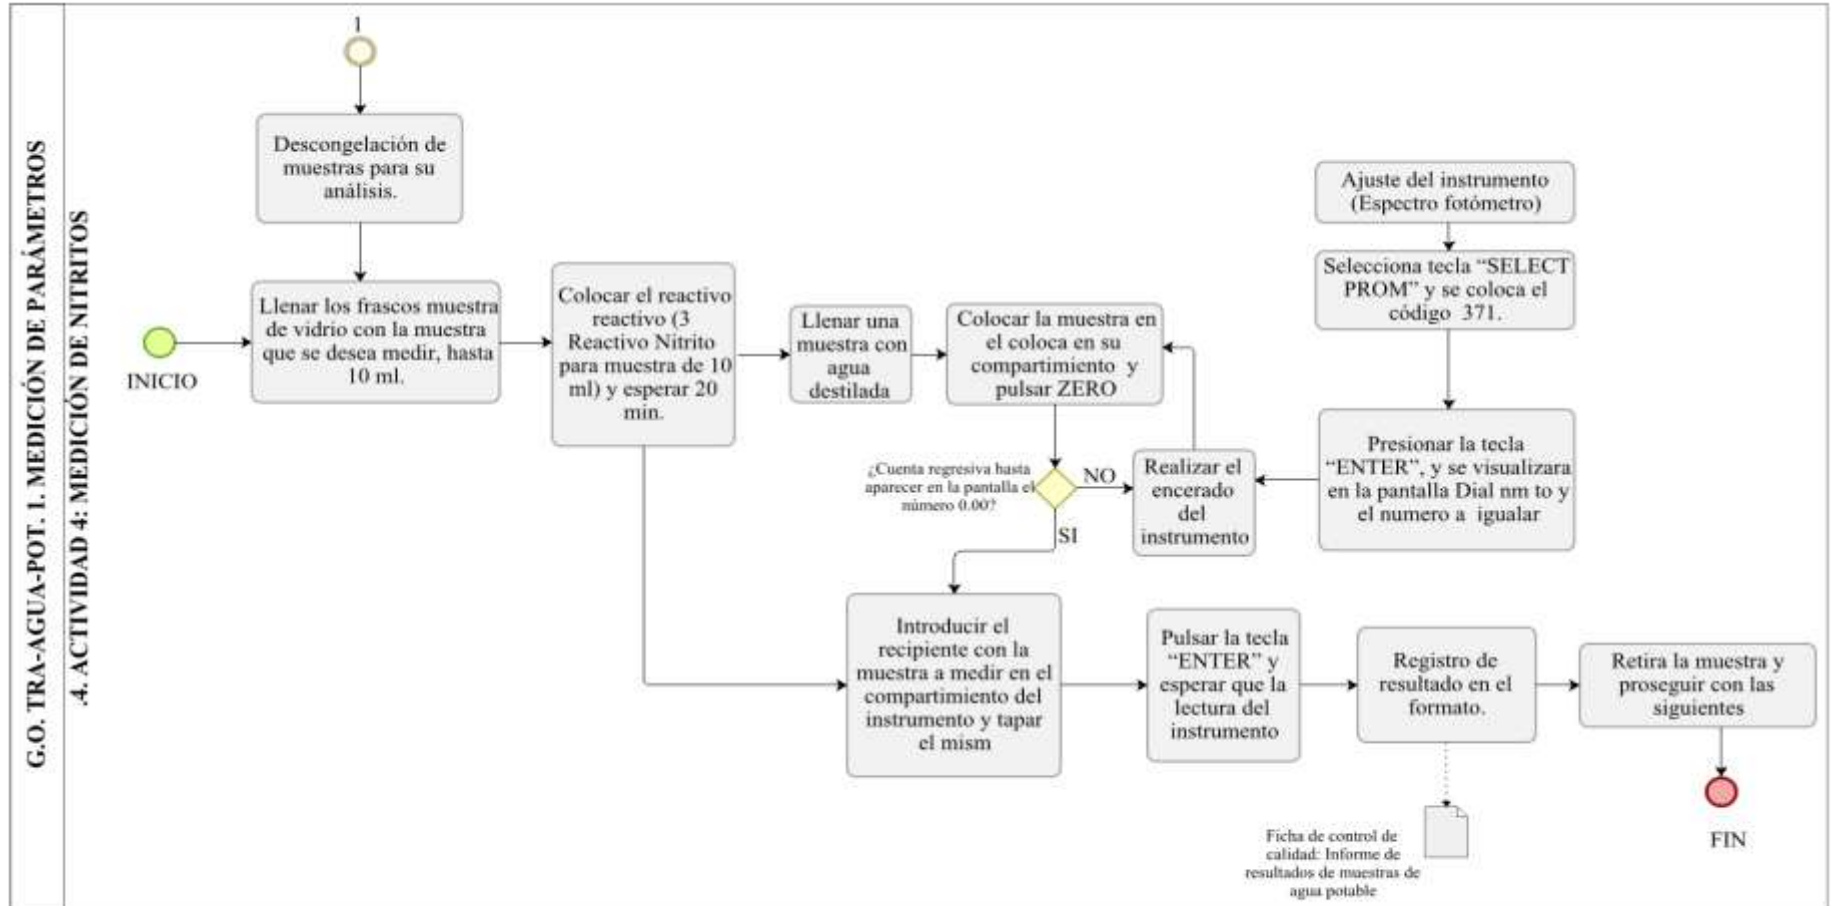 G.O. TRA-AGUA-POT. 1. MEDICIÓN DE PARÁMETROS
.4. ACTIVIDAD 4: MEDICIÓN DE NITRITOS
1
Descongelación de
muestras para su
análisis.
INICIO
Llenar los frascos muestra
de vidrio con la muestra
que se desea medir, hasta
10 ml.
Colocar el reactivo
reactivo (3
Reactivo Nitrito
para muestra de 10
ml) y esperar 20
min.
Llenar una
muestra con
agua
destilada
Colocar la muestra en
el coloca en su
compartimiento y
pulsar ZERO
Ajuste del instrumento
(Espectro fotómetro)
Selecciona tecla “SELECT
PROM” y se coloca el
código 371.
Presionar la tecla
“ENTER”, y se visualizara
en la pantalla Dial nm to y
el numero a igualar
Realizar el
encerado
del
instrumento
¿Cuenta regresiva hasta
aparecer en la pantalla el
número 0.00?
NO
SI
Introducir el
recipiente con la
muestra a medir en el
compartimiento del
instrumento y tapar
el mism
Pulsar la tecla
“ENTER” y
esperar que la
lectura del
instrumento
Registro de
resultado en el
formato.
Retira la muestra y
proseguir con las
siguientes
Ficha de control de
calidad: Informe de
resultados de muestras de
agua potable
FIN